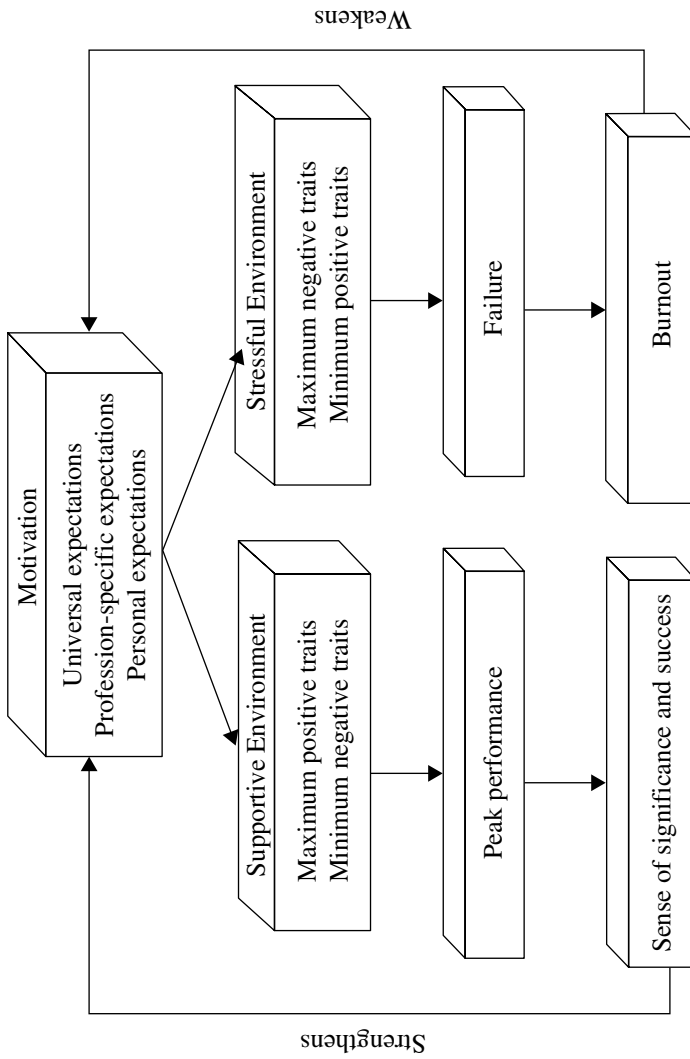 Motivation
Universal expectations
Profession-specific expectations
Personal expectations
Strengthens
Weakens
Supportive Environment
Maximum positive traits
Minimum negative traits
Stressful Environment
Maximum negative traits
Minimum positive traits
Peak performance
Failure
Sense of significance and success
Burnout